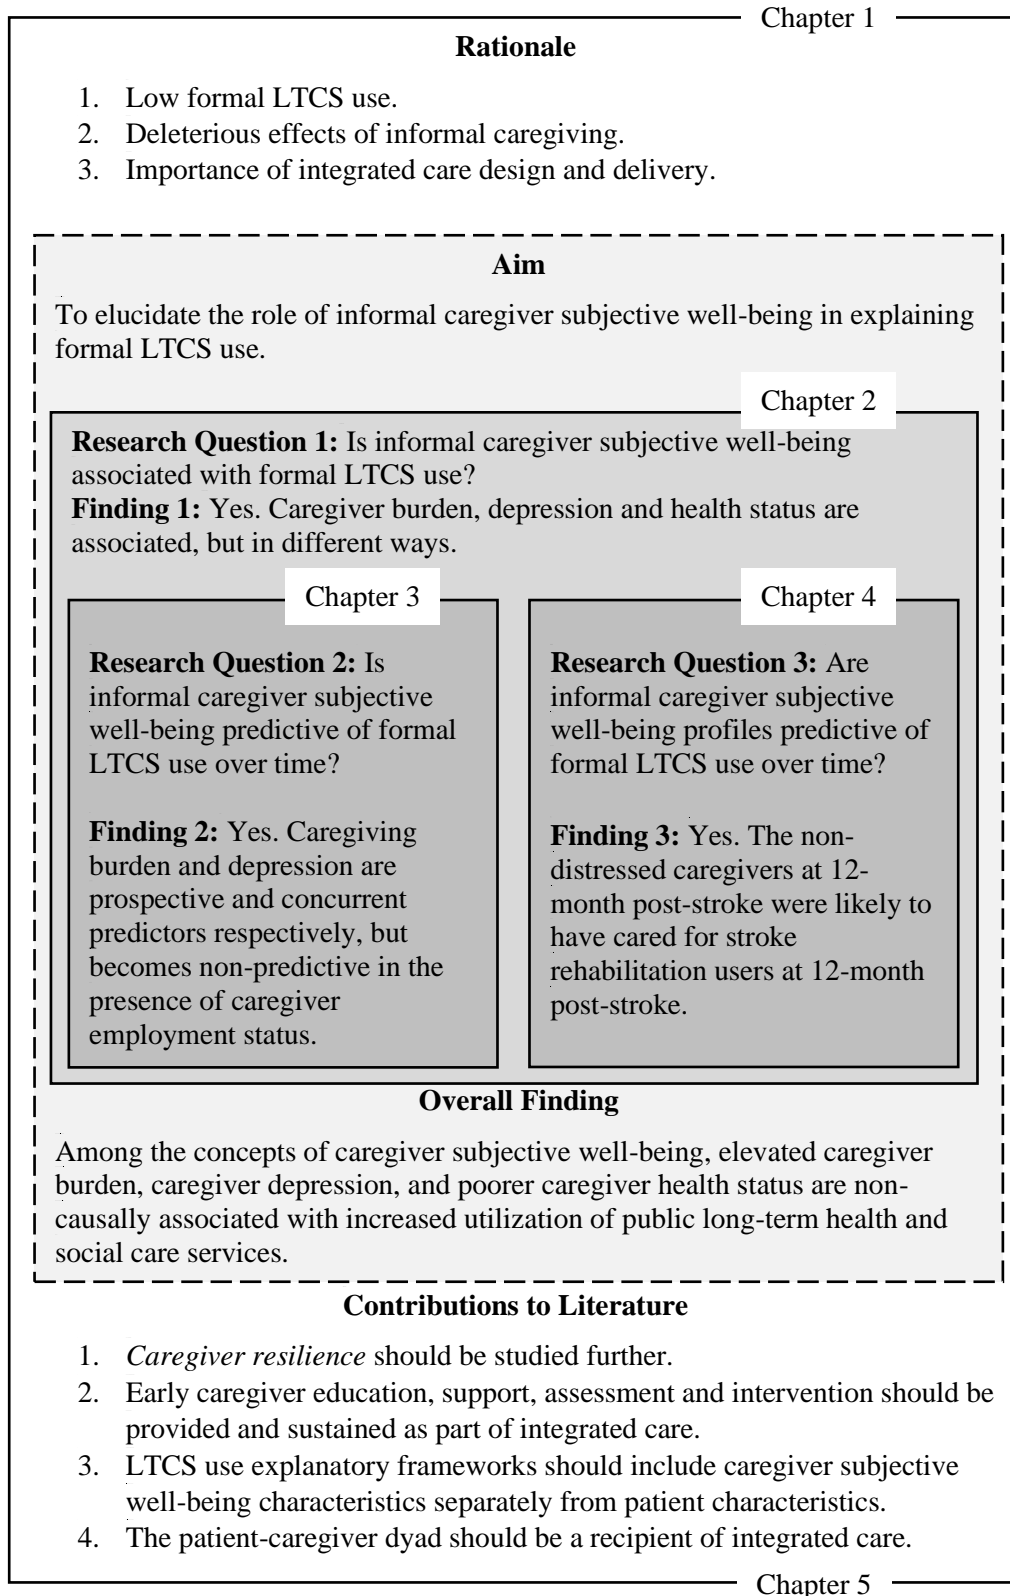 Chapter 1
Rationale
1. Low formal LTCS use.
2. Deleterious effects of informal caregiving.
3. Importance of integrated care design and delivery.
Aim
To elucidate the role of informal caregiver subjective well-being in explaining
formal LTCS use.
Chapter 2
Research Question 1: Is informal caregiver subjective well-being
associated with formal LTCS use?
Finding 1: Yes. Caregiver burden, depression and health status are
associated, but in different ways.
Chapter 3
Research Question 2: Is
informal caregiver subjective
well-being predictive of formal
LTCS use over time?
Finding 2: Yes. Caregiving
burden and depression are
prospective and concurrent
predictors respectively, but
becomes non-predictive in the
presence of caregiver
employment status.
Chapter 4
Research Question 3: Are
informal caregiver subjective
well-being profiles predictive of
formal LTCS use over time?
Finding 3: Yes. The non-
distressed caregivers at 12-
month post-stroke were likely to
have cared for stroke
rehabilitation users at 12-month
post-stroke.
Overall Finding
Among the concepts of caregiver subjective well-being, elevated caregiver
burden, caregiver depression, and poorer caregiver health status are non-
causally associated with increased utilization of public long-term health and
social care services.
Contributions to Literature
1. Caregiver resilience should be studied further.
2. Early caregiver education, support, assessment and intervention should be
provided and sustained as part of integrated care.
3. LTCS use explanatory frameworks should include caregiver subjective
well-being characteristics separately from patient characteristics.
4. The patient-caregiver dyad should be a recipient of integrated care.
Chapter 5